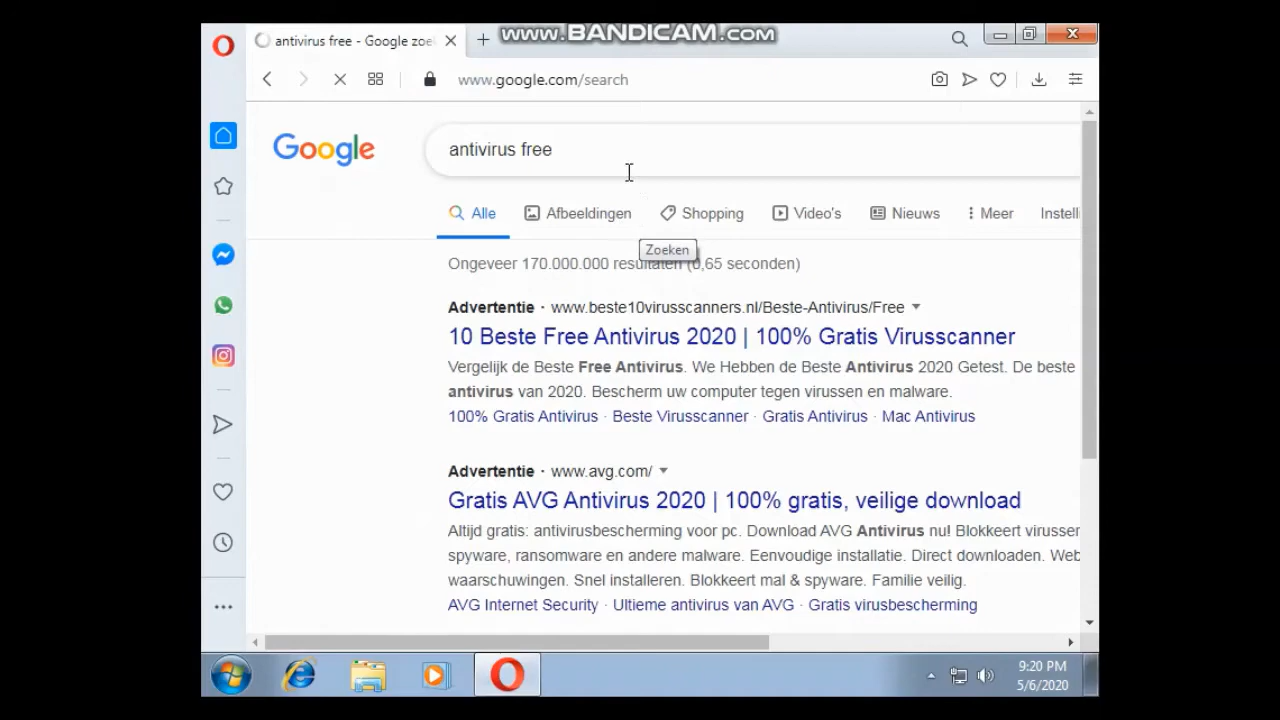 www.BANDICAM.com
antivirus free - Google zoe
www.google.com/search
Google
antivirus free
Alle Afbeeldingen Shopping Video's Nieuws Meer Instelli
Zoeken
Ongeveer 170.000.000 resultaten (0,65 seconden)
Advertentie · www.beste10virusscanners.nl/Beste-Antivirus/Free
10 Beste Free Antivirus 2020 | 100% Gratis Virusscanner
Vergelijk de Beste Free Antivirus. We Hebben de Beste Antivirus 2020 Getest. De beste
antivirus van 2020. Bescherm uw computer tegen virussen en malware.
100% Gratis Antivirus · Beste Virusscanner · Gratis Antivirus · Mac Antivirus
Advertentie · www.avg.com/
Gratis AVG Antivirus 2020 | 100% gratis, veilige download
Altijd gratis: antivirusbescherming voor pc. Download AVG Antivirus nu! Blokkeert virussen
spyware, ransomware en andere malware. Eenvoudige installatie. Direct downloaden. Web
waarschuwingen. Snel installeren. Blokkeert mal & spyware. Familie veilig.
AVG Internet Security · Ultieme antivirus van AVG · Gratis virusbescherming
9:20 PM
5/6/2020